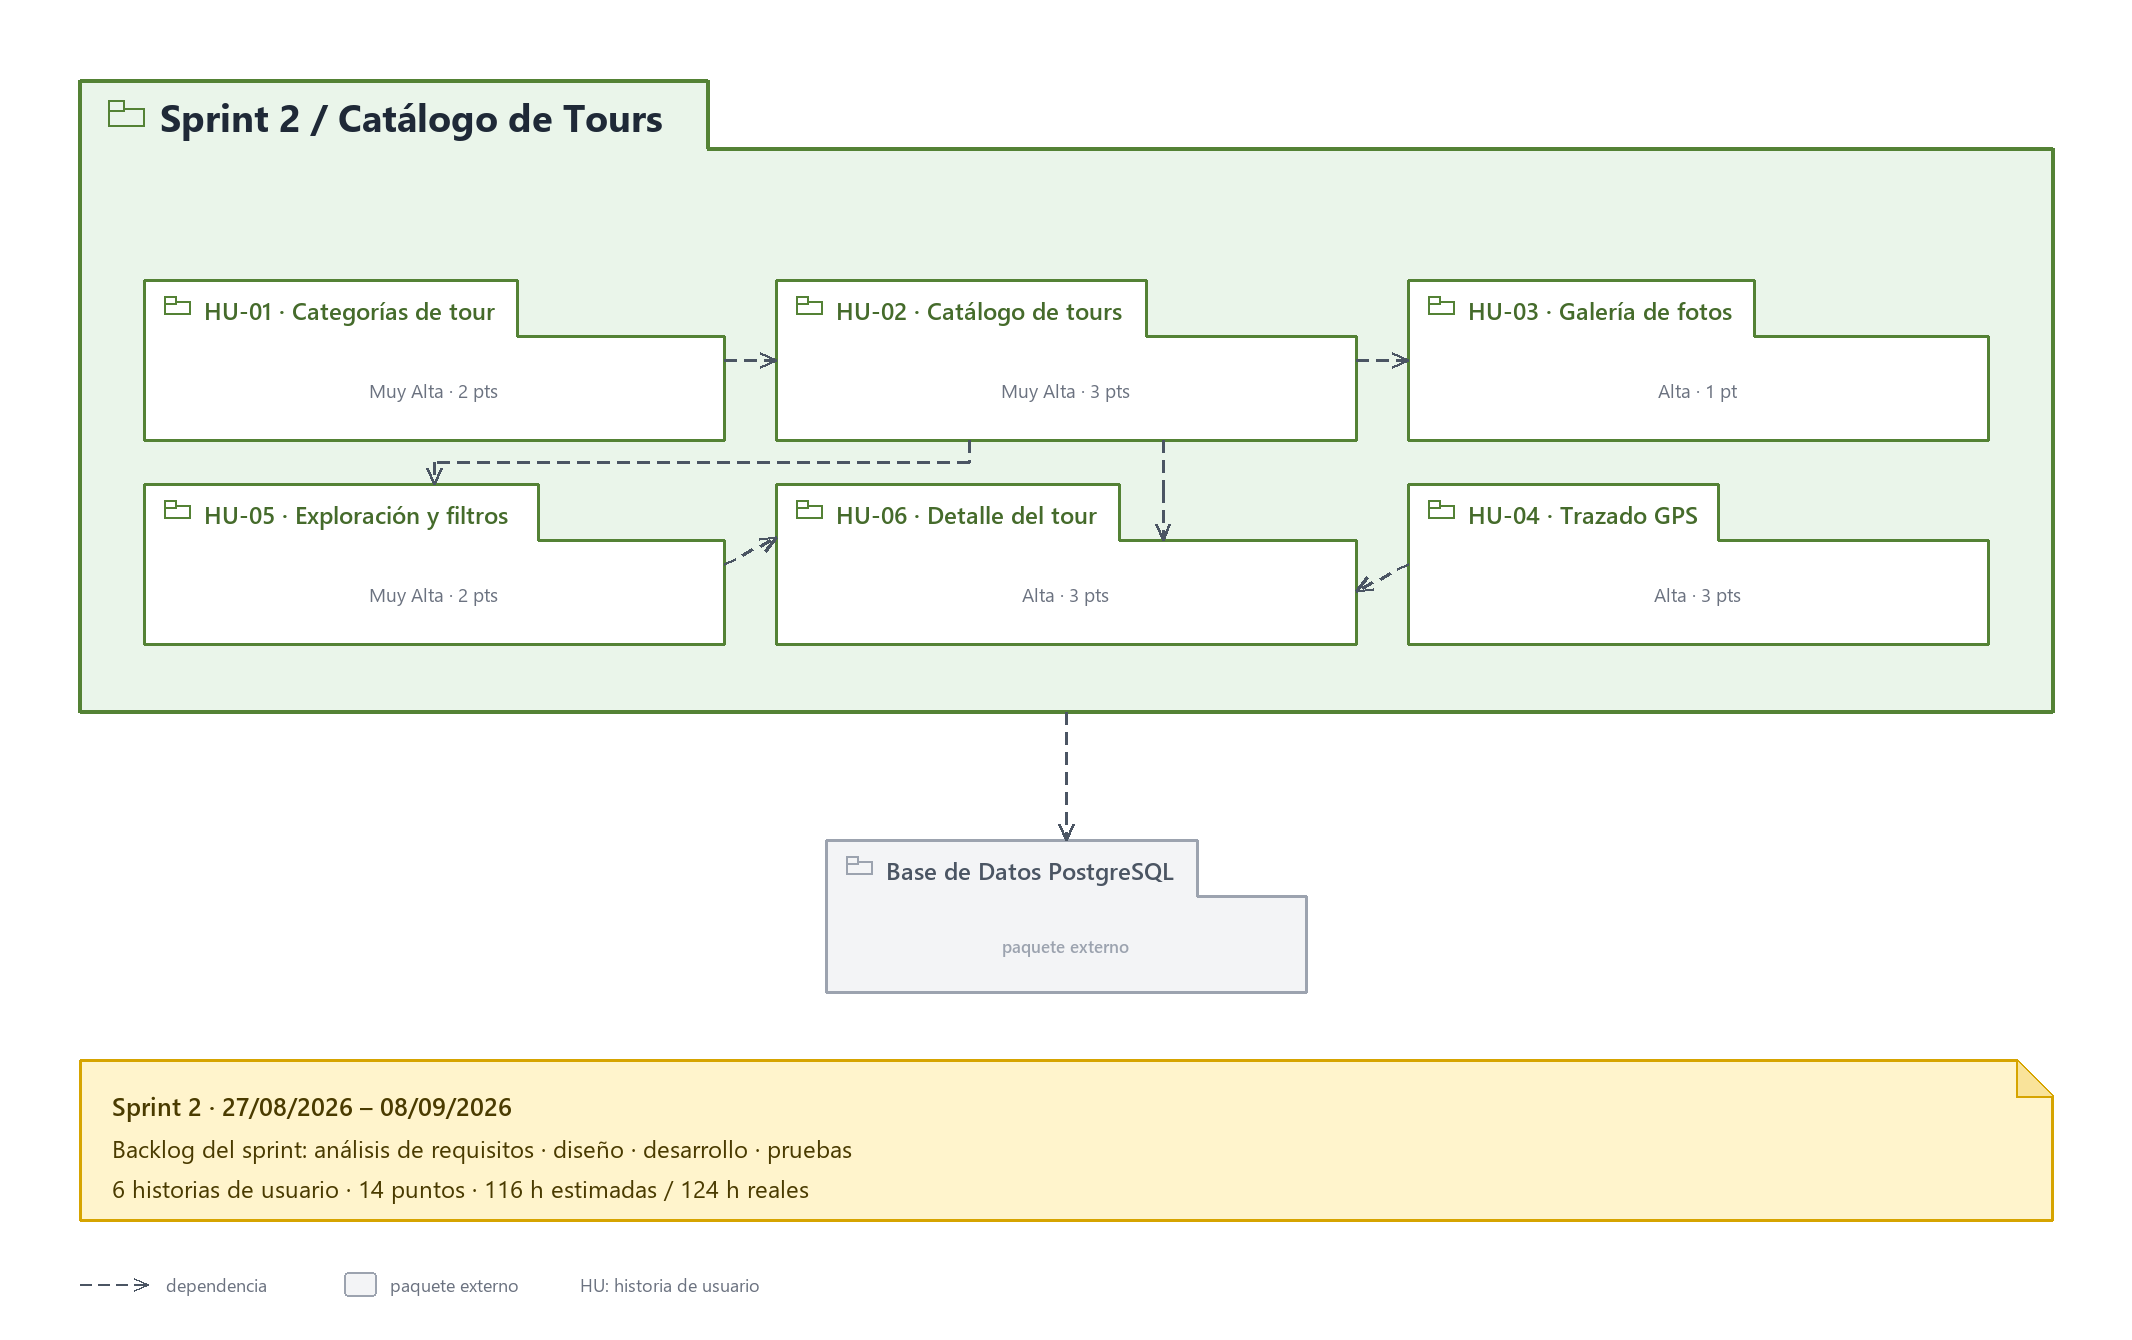 Sprint 2 / Catálogo de Tours
HU-01 · Categorías de tour
Muy Alta · 2 pts
HU-02 · Catálogo de tours
Muy Alta · 3 pts
HU-03 · Galería de fotos
Alta · 1 pt
HU-05 · Exploración y filtros
Muy Alta · 2 pts
HU-06 · Detalle del tour
Alta · 3 pts
HU-04 · Trazado GPS
Alta · 3 pts
Base de Datos PostgreSQL
paquete externo
Sprint 2 · 27/08/2026 – 08/09/2026
Backlog del sprint: análisis de requisitos · diseño · desarrollo · pruebas
6 historias de usuario · 14 puntos · 116 h estimadas / 124 h reales
dependencia
paquete externo
HU: historia de usuario